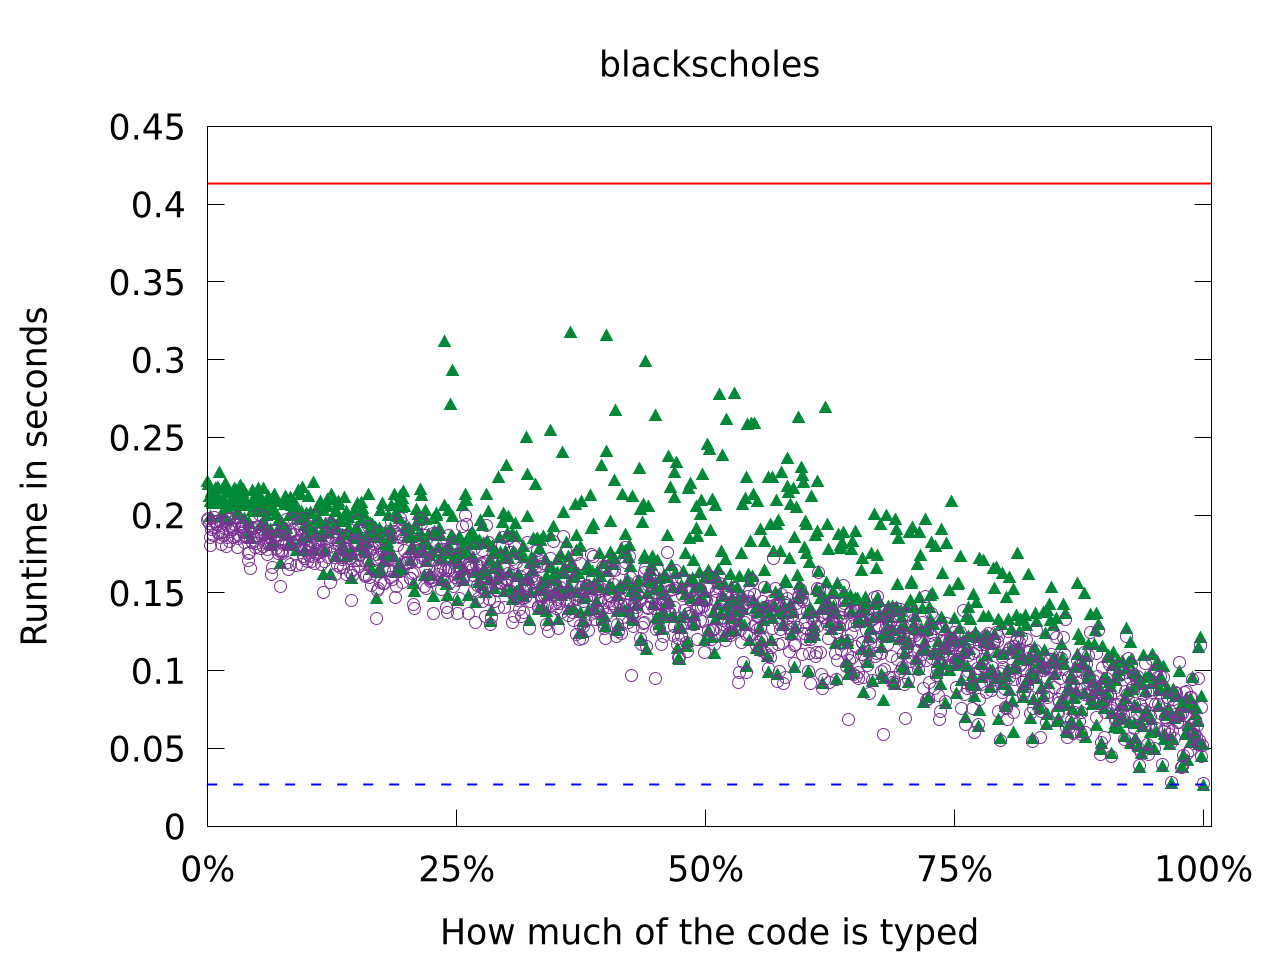 blackscholes
0.45
0.4
0.35
0.3
0.25
0.2
0.15
0.1
0.05
0
Runtime in seconds
0% 25% 50% 75% 100%
How much of the code is typed